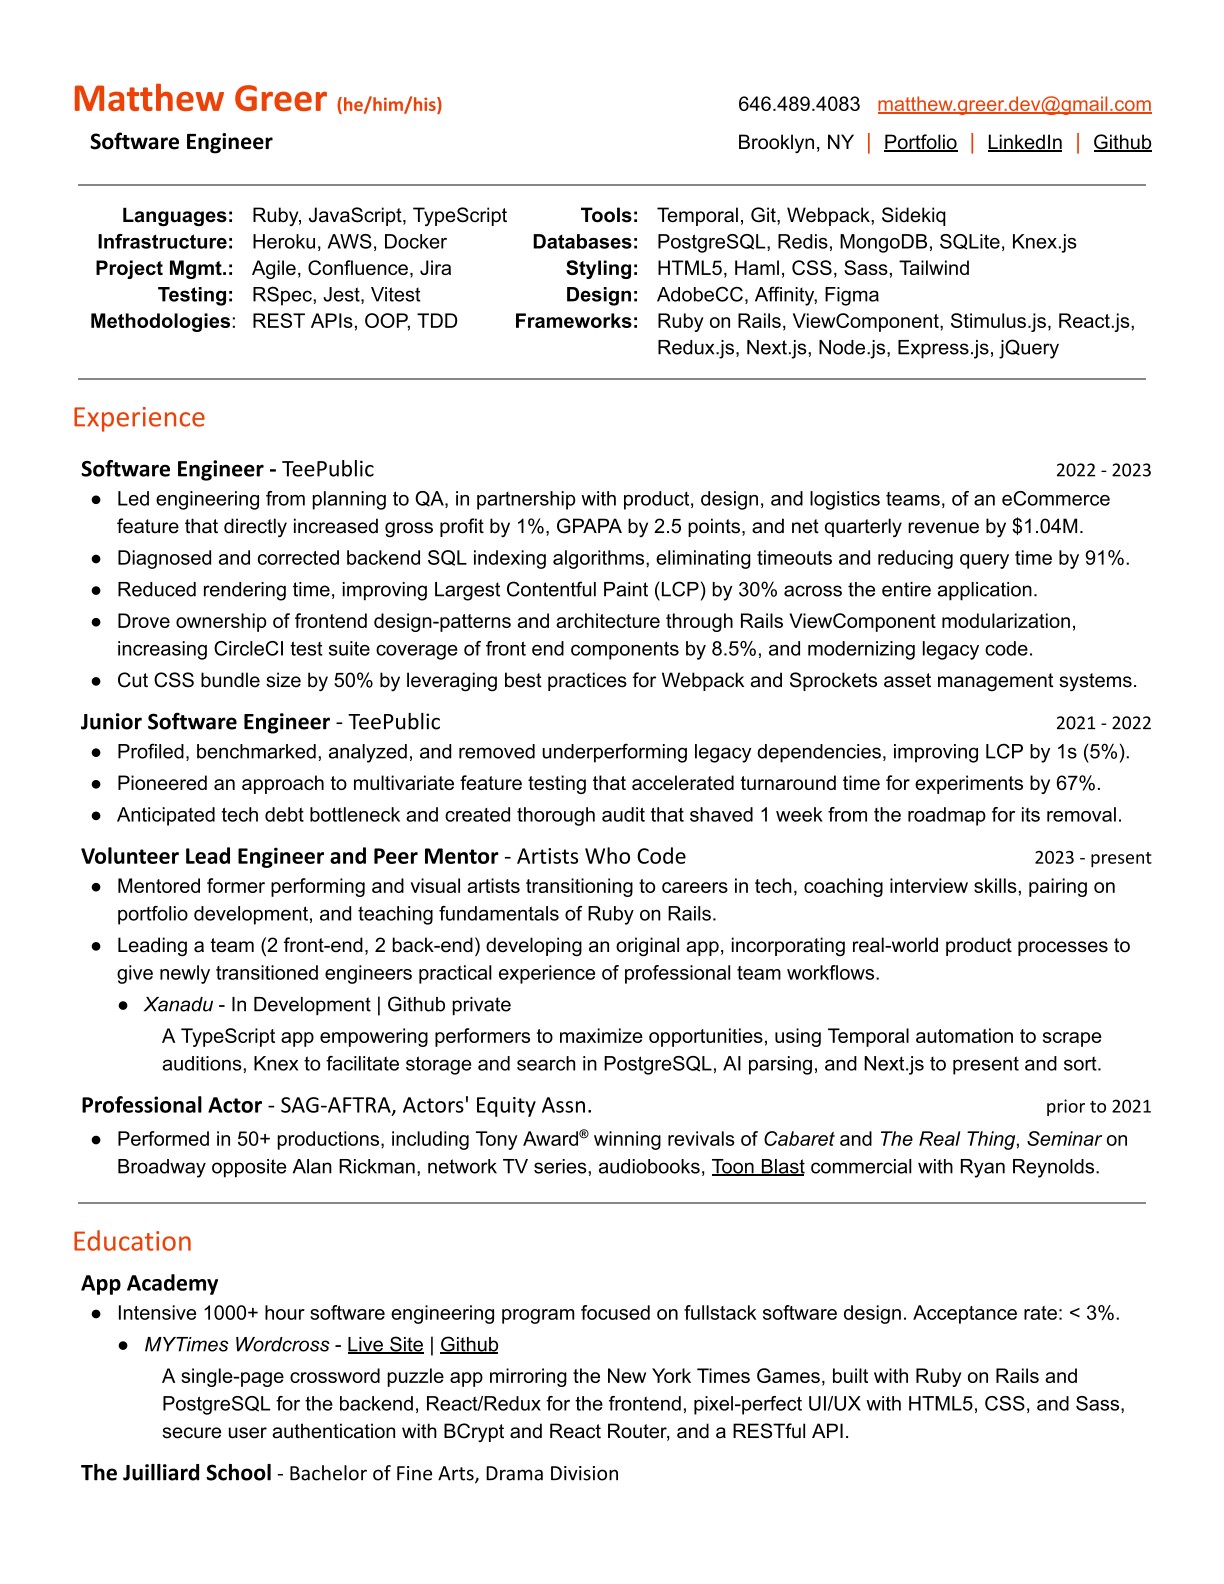 Matthew Greer (he/him/his) 646.489.4083 matthew.greer.dev@gmail.com
Software Engineer Brooklyn, NY | Portfolio | LinkedIn | Github
Languages: Ruby, JavaScript, TypeScript Tools: Temporal, Git, Webpack, Sidekiq
Infrastructure: Heroku, AWS, Docker Databases: PostgreSQL, Redis, MongoDB, SQLite, Knex.js
Project Mgmt.: Agile, Confluence, Jira Styling: HTML5, Haml, CSS, Sass, Tailwind
Testing: RSpec, Jest, Vitest Design: AdobeCC, Affinity, Figma
Methodologies: REST APIs, OOP, TDD Frameworks: Ruby on Rails, ViewComponent, Stimulus.js, React.js,
Redux.js, Next.js, Node.js, Express.js, jQuery
Experience
Software Engineer - TeePublic 2022 - 2023
● Led engineering from planning to QA, in partnership with product, design, and logistics teams, of an eCommerce
feature that directly increased gross profit by 1%, GPAPA by 2.5 points, and net quarterly revenue by $1.04M.
● Diagnosed and corrected backend SQL indexing algorithms, eliminating timeouts and reducing query time by 91%.
● Reduced rendering time, improving Largest Contentful Paint (LCP) by 30% across the entire application.
● Drove ownership of frontend design-patterns and architecture through Rails ViewComponent modularization,
increasing CircleCI test suite coverage of front end components by 8.5%, and modernizing legacy code.
● Cut CSS bundle size by 50% by leveraging best practices for Webpack and Sprockets asset management systems.
Junior Software Engineer - TeePublic 2021 - 2022
● Profiled, benchmarked, analyzed, and removed underperforming legacy dependencies, improving LCP by 1s (5%).
● Pioneered an approach to multivariate feature testing that accelerated turnaround time for experiments by 67%.
● Anticipated tech debt bottleneck and created thorough audit that shaved 1 week from the roadmap for its removal.
Volunteer Lead Engineer and Peer Mentor - Artists Who Code 2023 - present
● Mentored former performing and visual artists transitioning to careers in tech, coaching interview skills, pairing on
portfolio development, and teaching fundamentals of Ruby on Rails.
● Leading a team (2 front-end, 2 back-end) developing an original app, incorporating real-world product processes to
give newly transitioned engineers practical experience of professional team workflows.
● Xanadu - In Development | Github private
A TypeScript app empowering performers to maximize opportunities, using Temporal automation to scrape
auditions, Knex to facilitate storage and search in PostgreSQL, AI parsing, and Next.js to present and sort.
Professional Actor - SAG-AFTRA, Actors' Equity Assn. prior to 2021
● Performed in 50+ productions, including Tony Award® winning revivals of Cabaret and The Real Thing, Seminar on
Broadway opposite Alan Rickman, network TV series, audiobooks, Toon Blast commercial with Ryan Reynolds.
Education
App Academy
● Intensive 1000+ hour software engineering program focused on fullstack software design. Acceptance rate: < 3%.
● MYTimes Wordcross - Live Site | Github
A single-page crossword puzzle app mirroring the New York Times Games, built with Ruby on Rails and
PostgreSQL for the backend, React/Redux for the frontend, pixel-perfect UI/UX with HTML5, CSS, and Sass,
secure user authentication with BCrypt and React Router, and a RESTful API.
The Juilliard School - Bachelor of Fine Arts, Drama Division